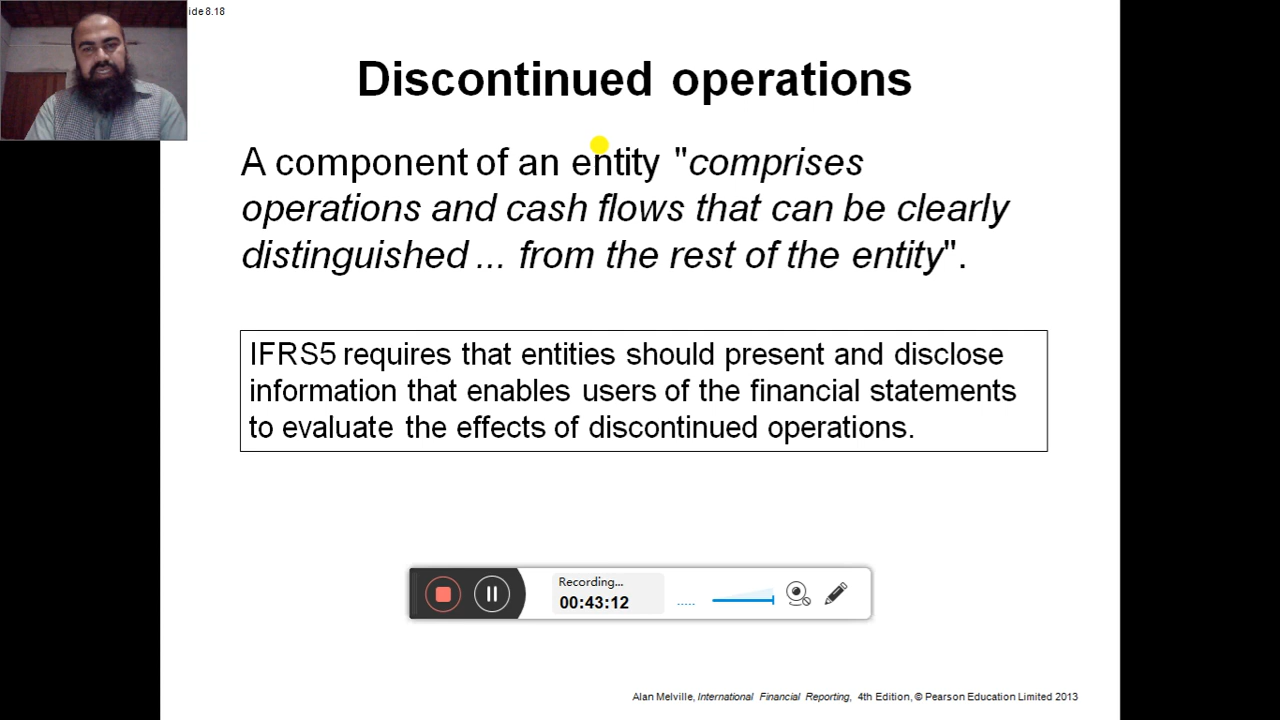 ide 8.18
Discontinued operations
A component of an entity "comprises
operations and cash flows that can be clearly
distinguished ... from the rest of the entity".
IFRS5 requires that entities should present and disclose
information that enables users of the financial statements
to evaluate the effects of discontinued operations.
Recording...
00:43:12
Alan Melville, International Financial Reporting, 4th Edition, © Pearson Education Limited 2013